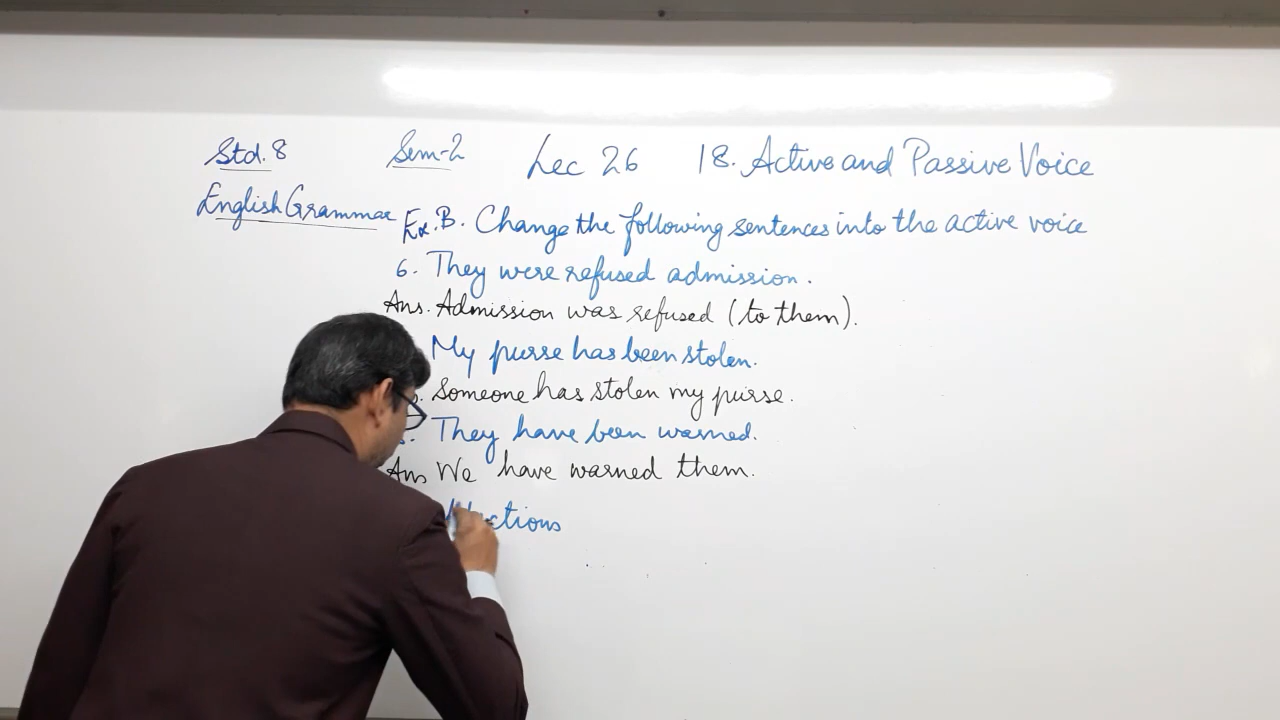 Std. 8 Sem-2 Lec 26 18. Active and Passive Voice
English Grammar Ex. B. Change the following sentences into the active voice
6. They were refused admission.
Ans. Admission was refused (to them).
My purse has been stolen.
Someone has stolen my purse.
They have been warned.
Ans We have warned them.